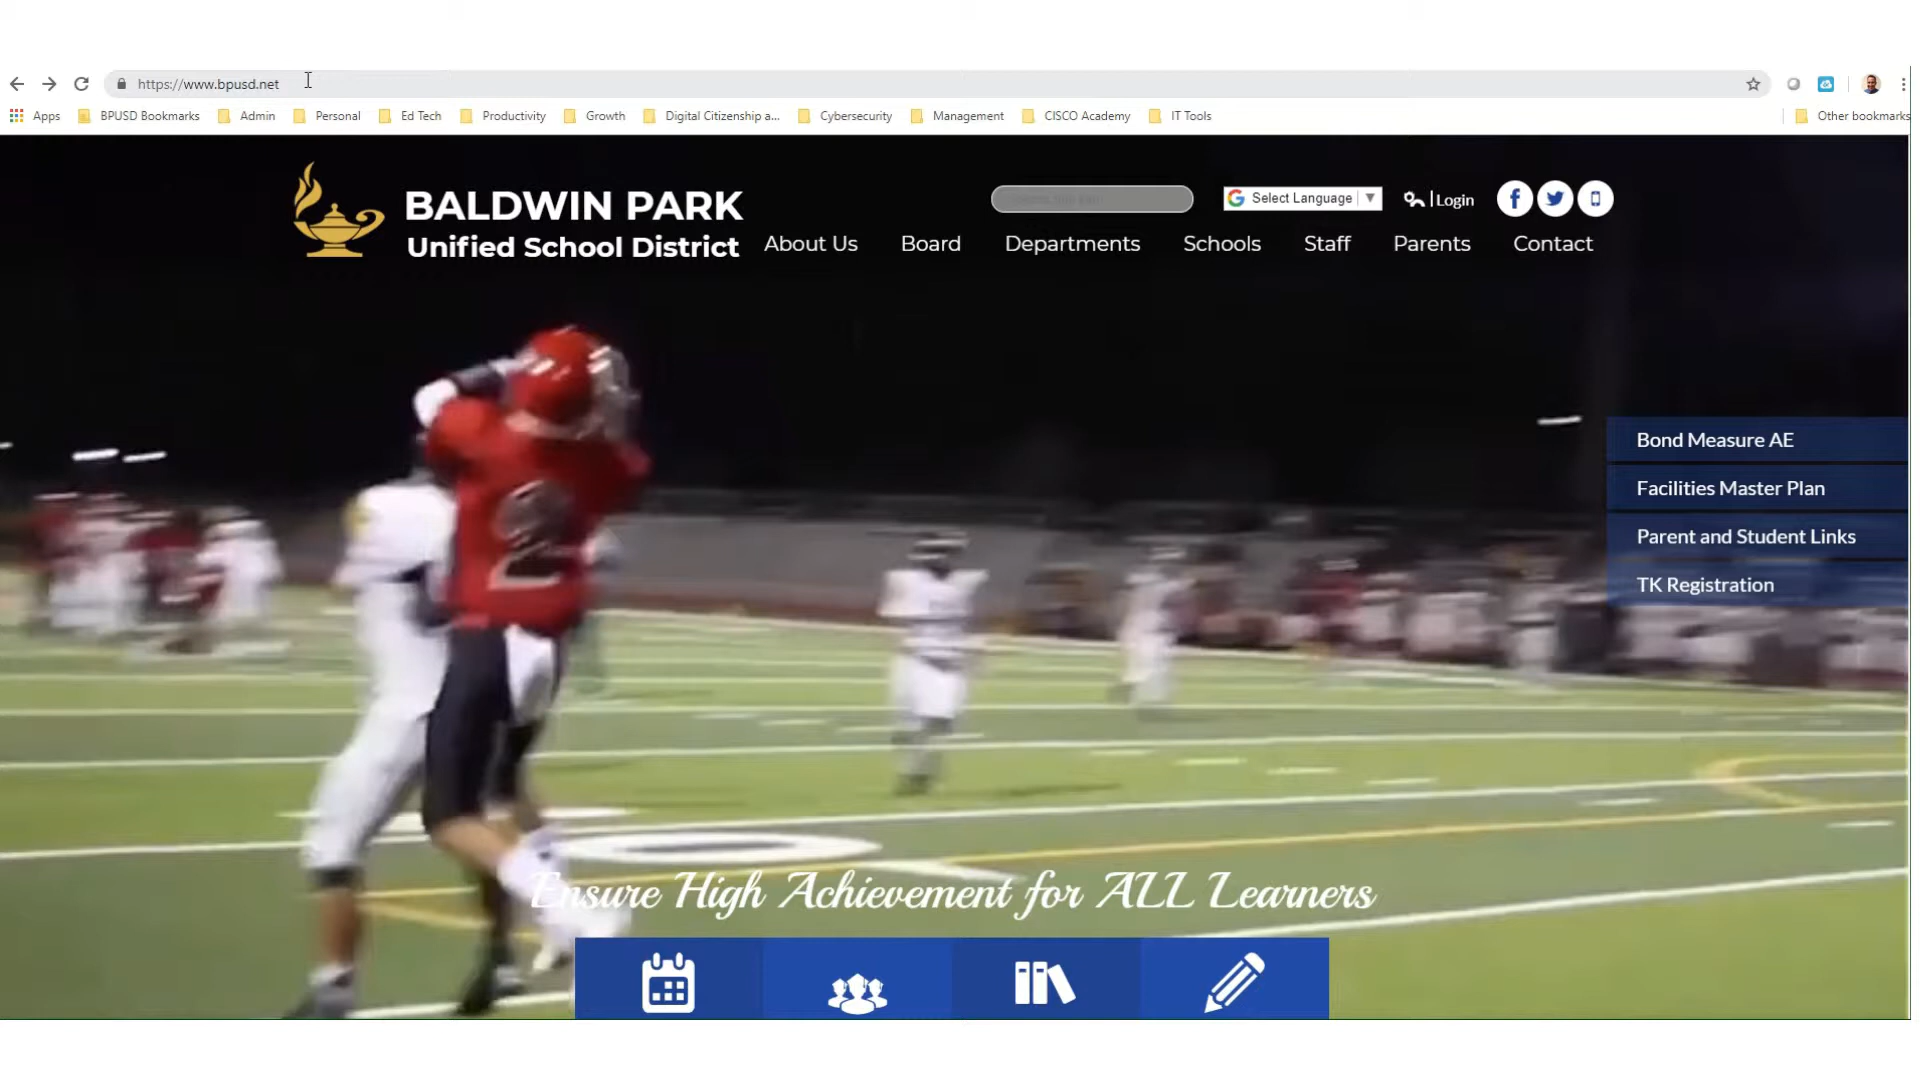 https://www.bpusd.net
Apps BPUSD Bookmarks Admin Personal Ed Tech Productivity Growth Digital Citizenship a... Cybersecurity Management CISCO Academy IT Tools Other bookmarks
BALDWIN PARK
Unified School District
Select Language ▼
Login
About Us Board Departments Schools Staff Parents Contact
2
Bond Measure AE
Facilities Master Plan
Parent and Student Links
TK Registration
Ensure High Achievement for ALL Learners